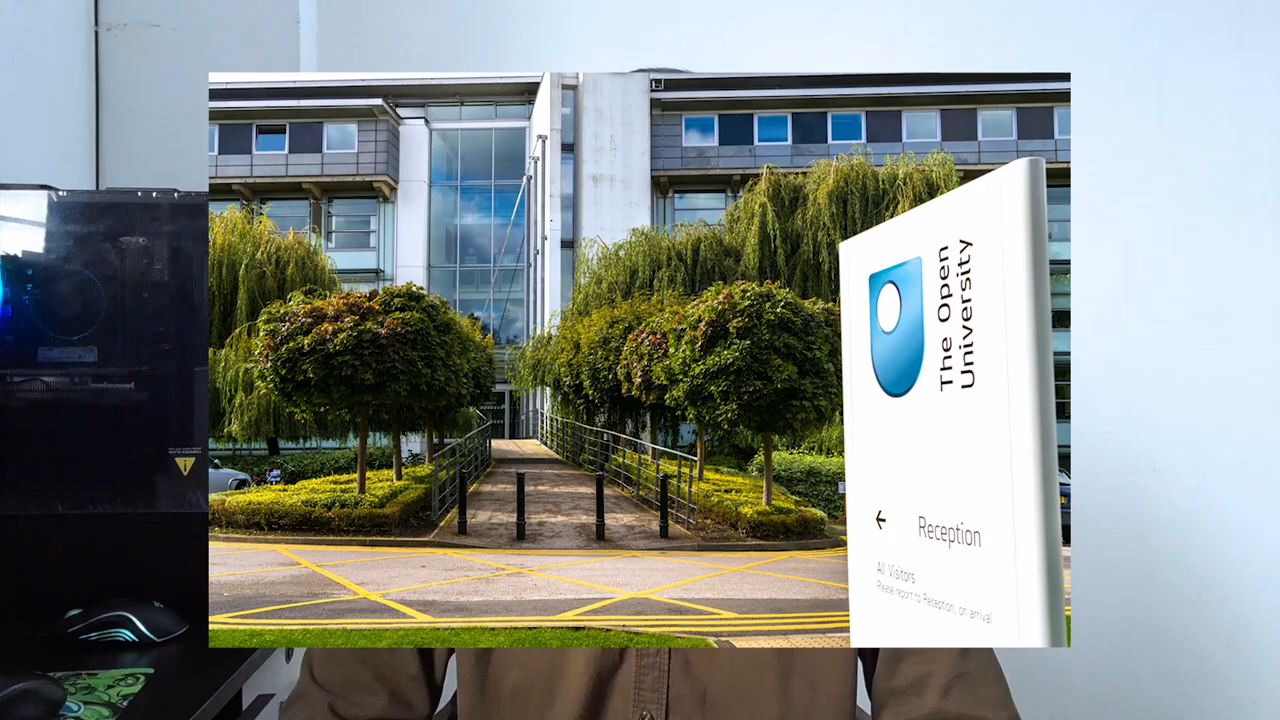 The Open
University
← Reception
All Visitors
Please report to Reception, on arrival